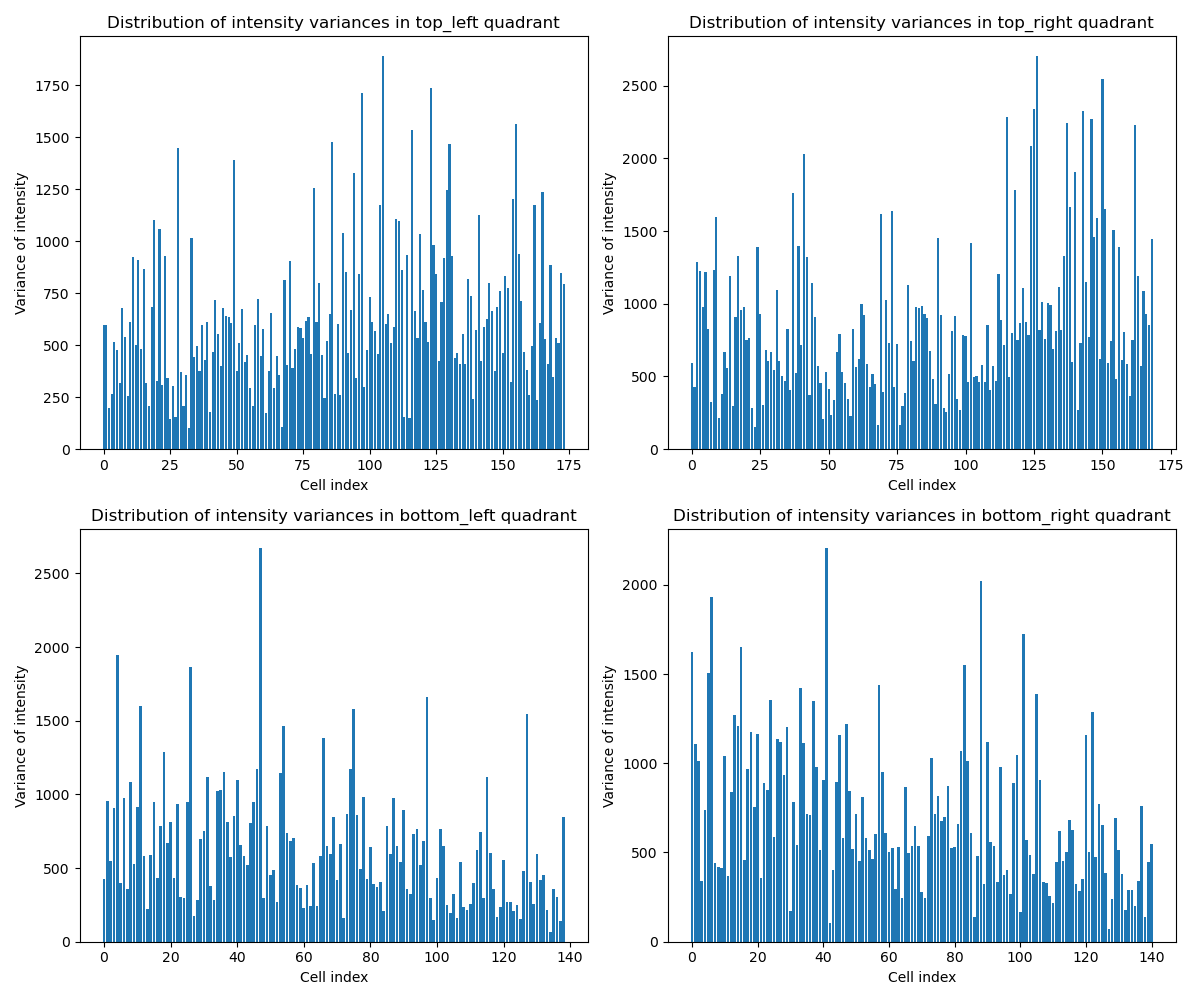 Distribution of intensity variances in top_left quadrant
Variance of intensity
1750
1500
1250
1000
750
500
250
0
0 25 50 75 100 125 150 175
Cell index
Distribution of intensity variances in top_right quadrant
Variance of intensity
2500
2000
1500
1000
500
0
0 25 50 75 100 125 150 175
Cell index
Distribution of intensity variances in bottom_left quadrant
Variance of intensity
2500
2000
1500
1000
500
0
0 20 40 60 80 100 120 140
Cell index
Distribution of intensity variances in bottom_right quadrant
Variance of intensity
2000
1500
1000
500
0
0 20 40 60 80 100 120 140
Cell index